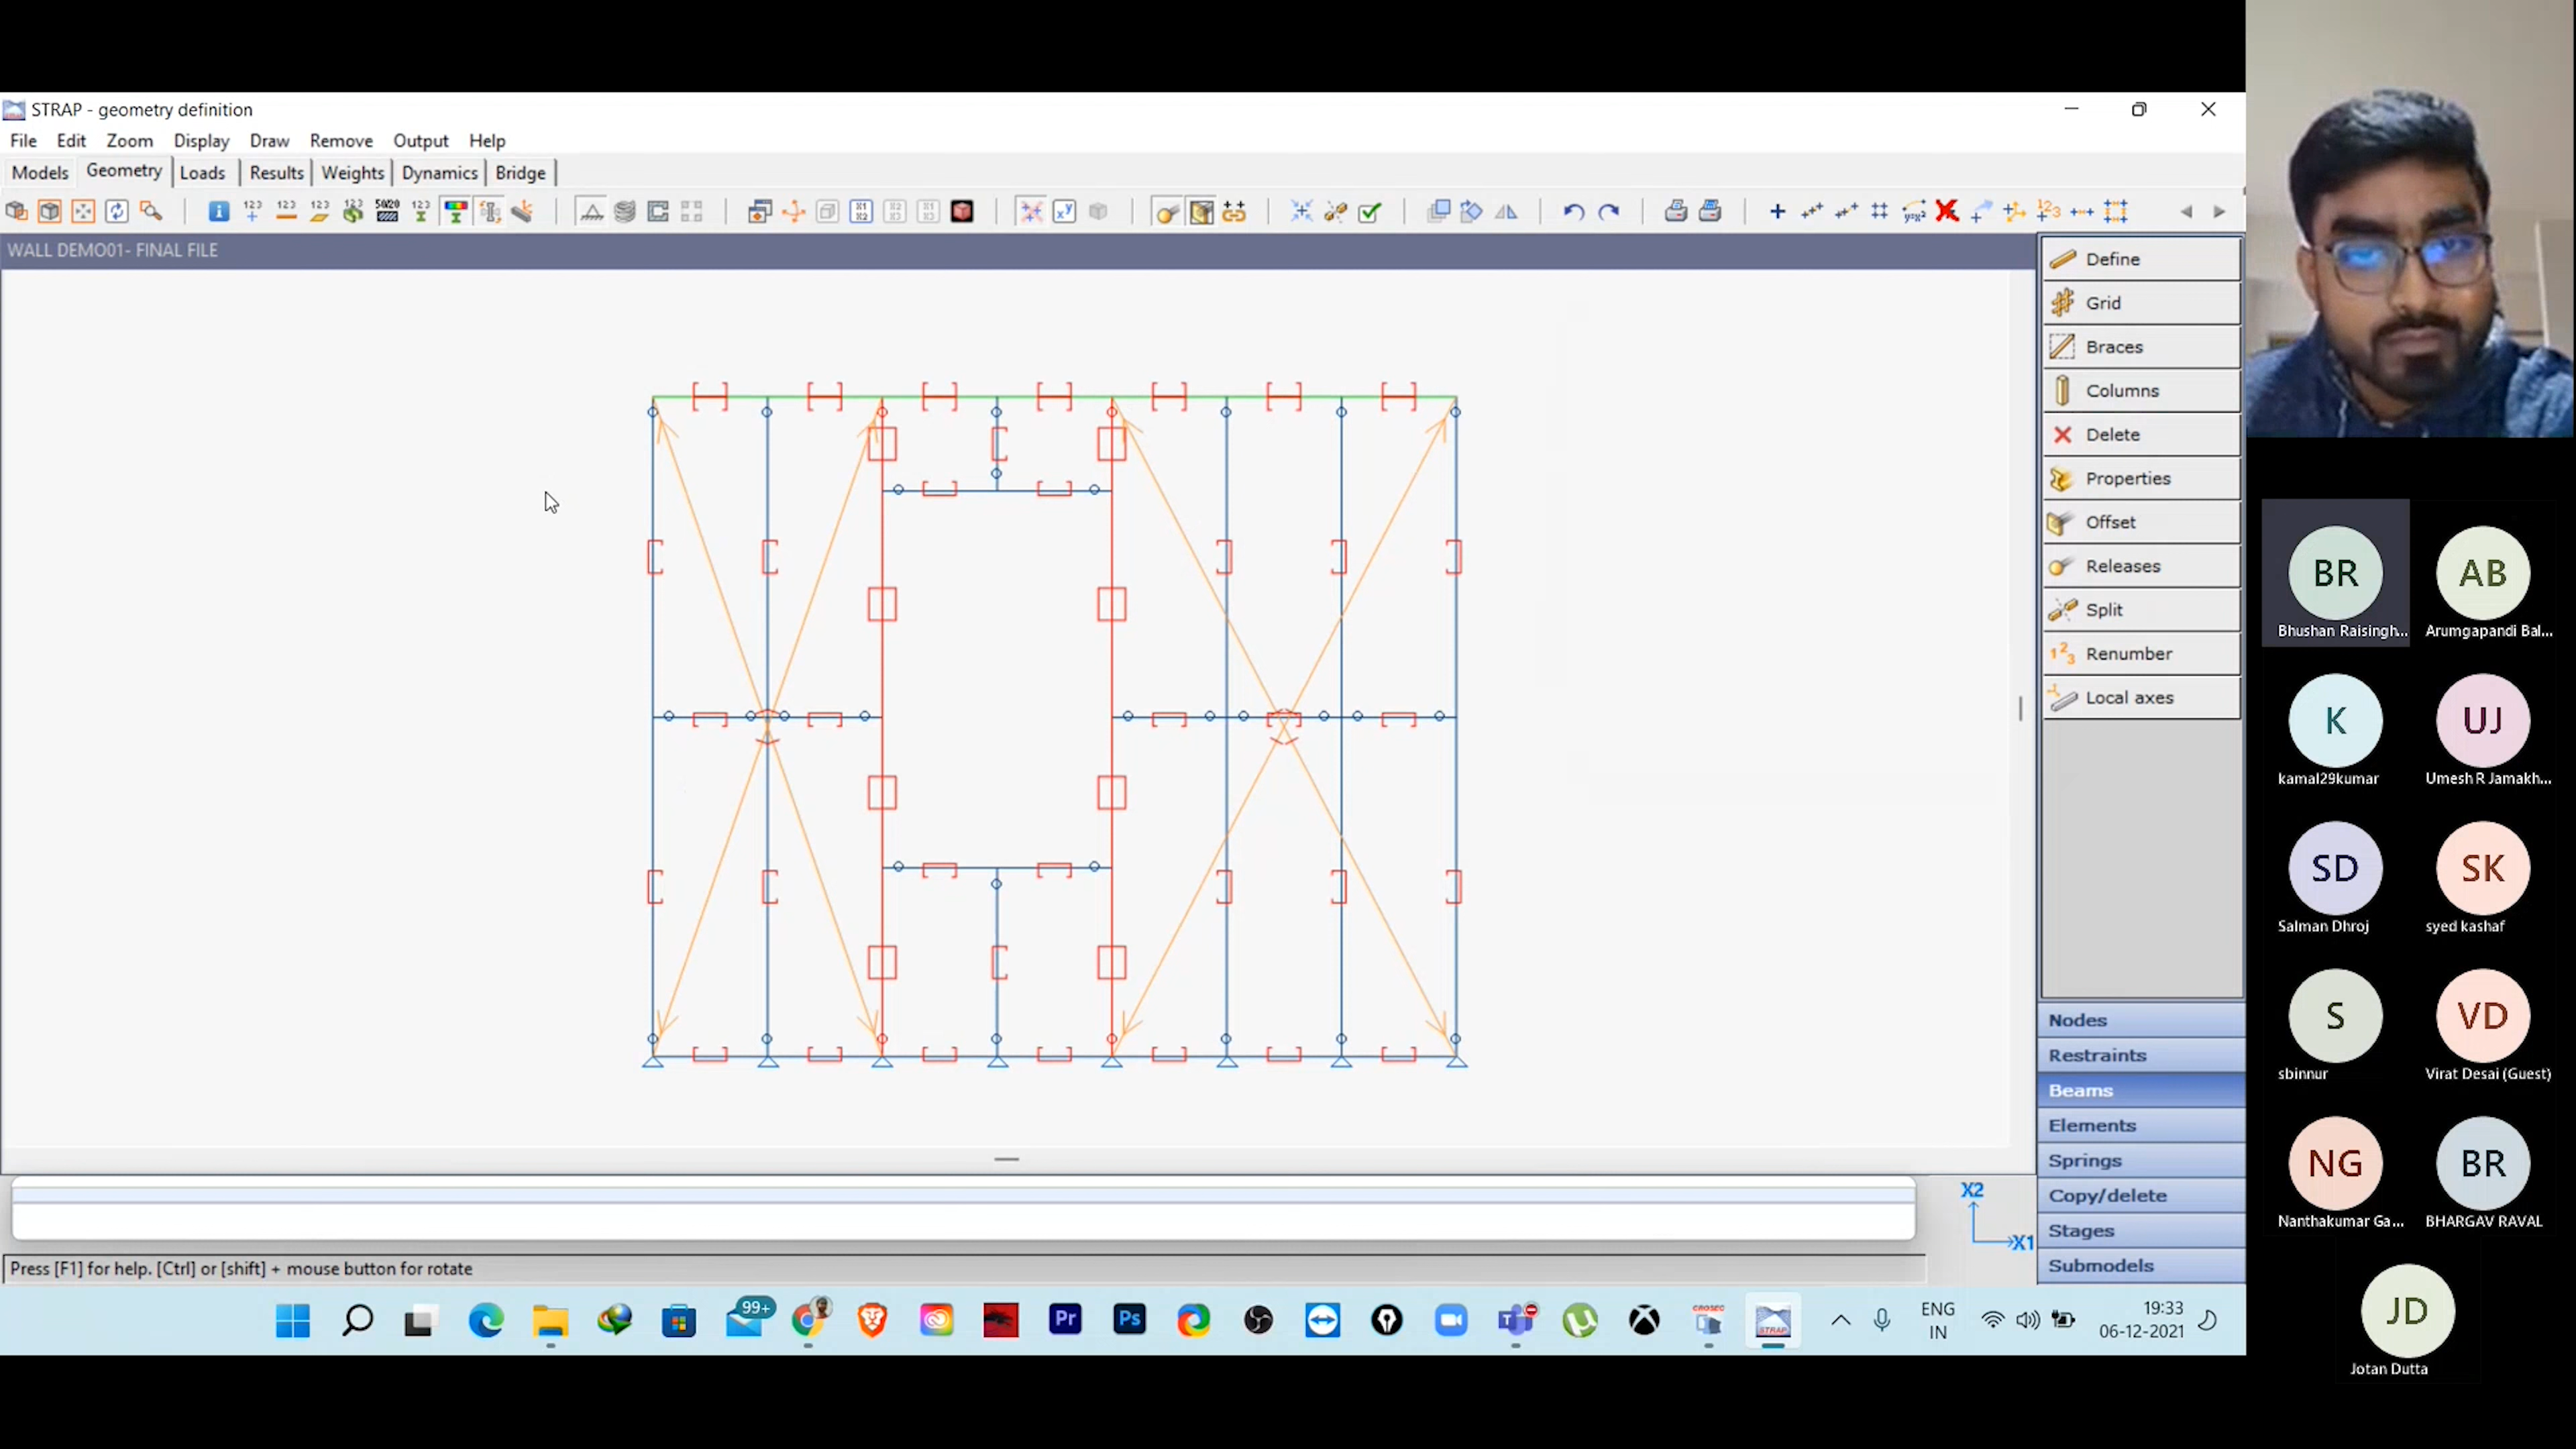 STRAP - geometry definition
File Edit Zoom Display Draw Remove Output Help
Models Geometry Loads Results Weights Dynamics Bridge
WALL DEMO01- FINAL FILE
Define
Grid
Braces
Columns
Delete
Properties
Offset
Releases
Split
Renumber
Local axes
Nodes
Restraints
Beams
Elements
Springs
Copy/delete
Stages
Submodels
X2
X1
Press [F1] for help. [Ctrl] or [shift] + mouse button for rotate
99+
Pr
Ps
CROSEC
STRAP
ENG
IN
19:33
06-12-2021
BR
Bhushan Raisingh...
AB
Arumgapandi Bal...
K
kamal29kumar
UJ
Umesh R Jamakh...
SD
Salman Dhroj
SK
syed kashaf
S
sbinnur
VD
Virat Desai (Guest)
NG
Nanthakumar Ga...
BR
BHARGAV RAVAL
JD
Jotan Dutta